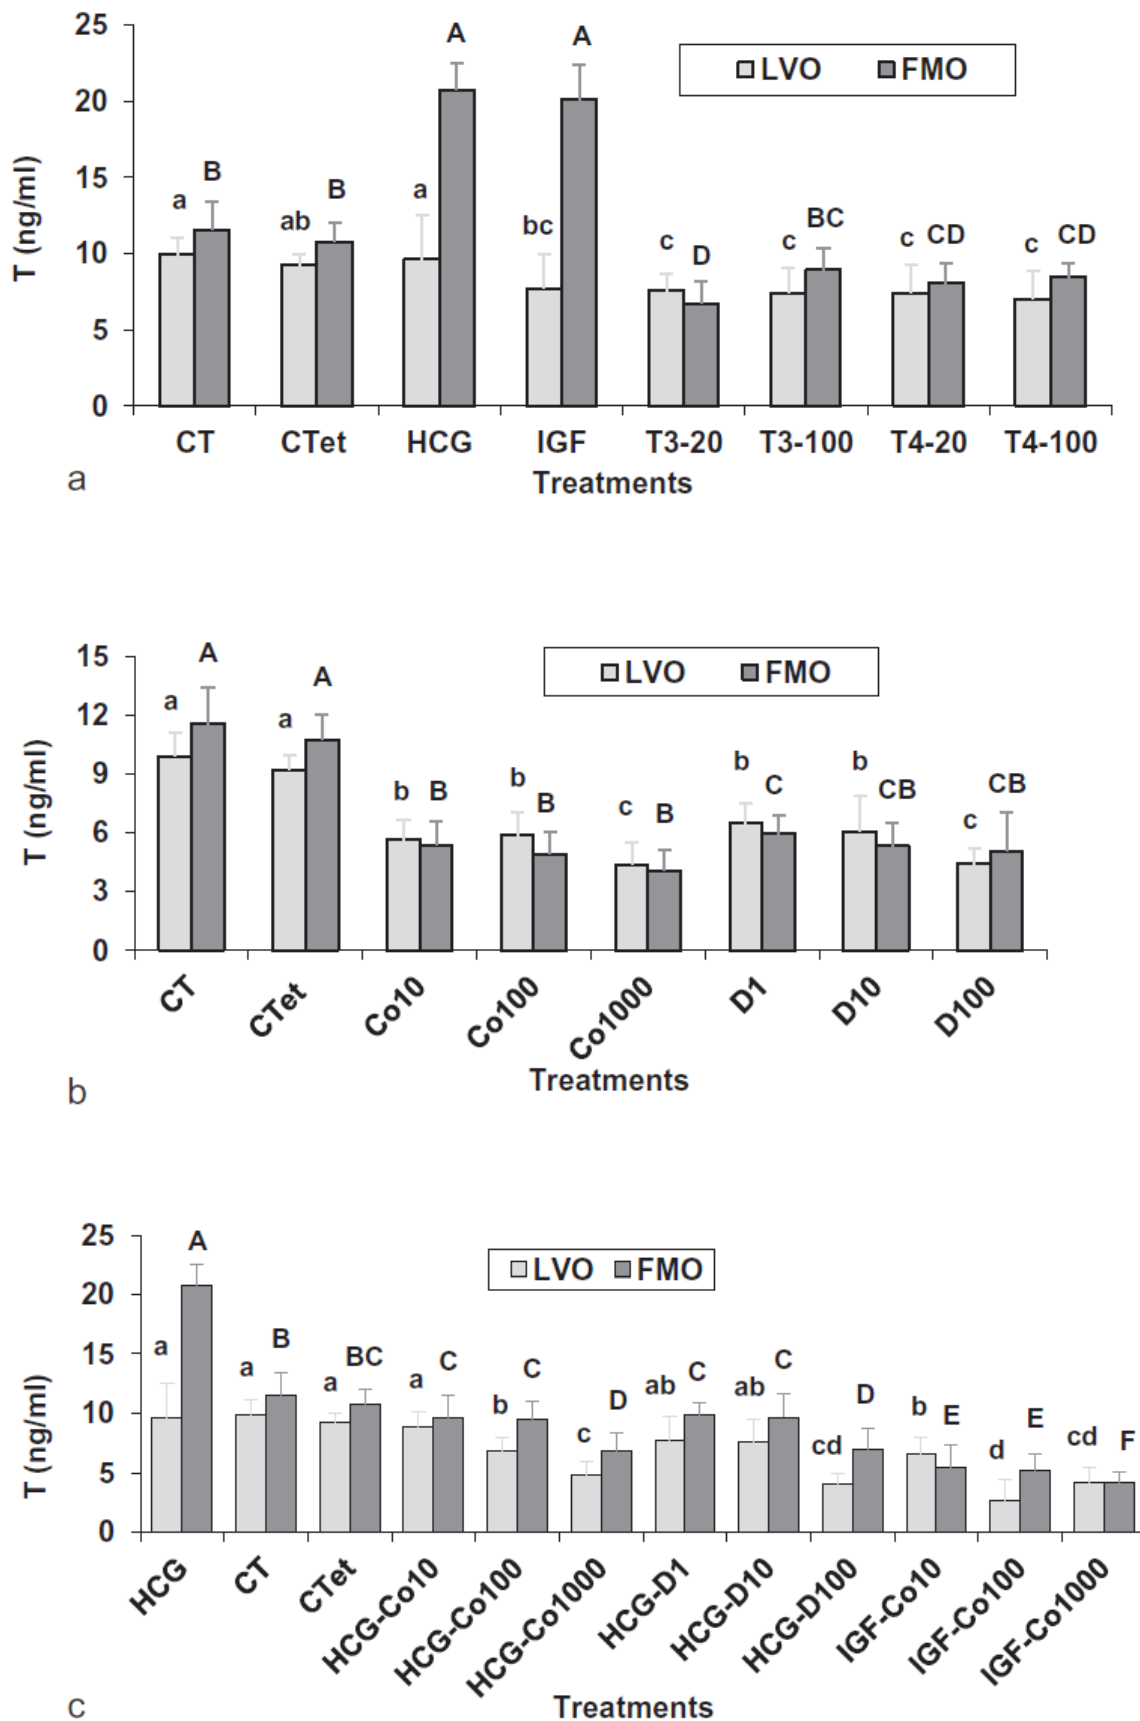 25
20
15
10
5
0
T (ng/ml)
LVO FMO
a B ab B a A bc A c D c BC c CD c CD
CT CTet HCG IGF T3-20 T3-100 T4-20 T4-100
Treatments
a
15
12
9
6
3
0
T (ng/ml)
LVO FMO
a A a A b B b B c B b C b CB c CB
CT CTet Co10 Co100 Co1000 D1 D10 D100
Treatments
b
25
20
15
10
5
0
T (ng/ml)
LVO FMO
a A a B a BC a C b C c D ab C ab C cd D b E d E cd F
HCG CT CTet HCG-Co10 HCG-Co100 HCG-Co1000 HCG-D1 HCG-D10 HCG-D100 IGF-Co10 IGF-Co100 IGF-Co1000
Treatments
c